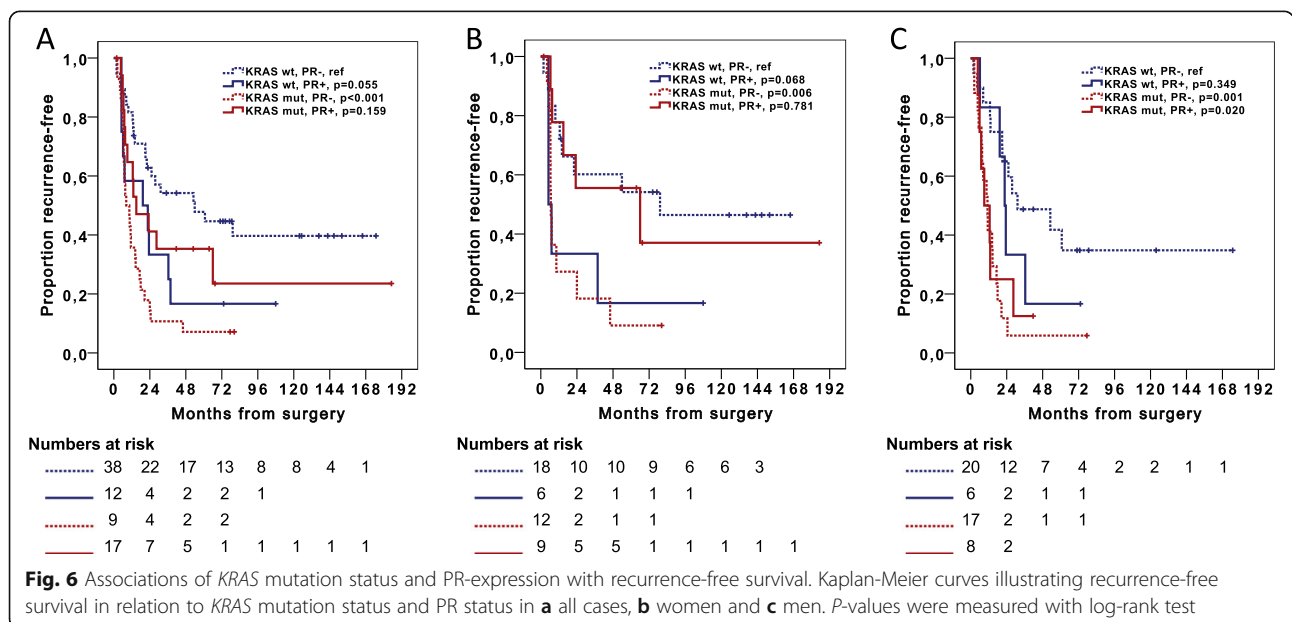 A
1,0
0,8
0,6
0,4
0,2
0,0
Proportion recurrence-free
KRAS wt, PR-, ref
KRAS wt, PR+, p=0.055
KRAS mut, PR-, p<0.001
KRAS mut, PR+, p=0.159
0 24 48 72 96 120 144 168 192
Months from surgery
Numbers at risk
38 22 17 13 8 8 4 1
12 4 2 2 1
9 4 2 2
17 7 5 1 1 1 1 1
B
1,0
0,8
0,6
0,4
0,2
0,0
Proportion recurrence-free
KRAS wt, PR-, ref
KRAS wt, PR+, p=0.068
KRAS mut, PR-, p=0.006
KRAS mut, PR+, p=0.781
0 24 48 72 96 120 144 168 192
Months from surgery
Numbers at risk
18 10 10 9 6 6 3
6 2 1 1 1
12 2 1 1
9 5 5 1 1 1 1 1
C
1,0
0,8
0,6
0,4
0,2
0,0
Proportion recurrence-free
KRAS wt, PR-, ref
KRAS wt, PR+, p=0.349
KRAS mut, PR-, p=0.001
KRAS mut, PR+, p=0.020
0 24 48 72 96 120 144 168 192
Months from surgery
Numbers at risk
20 12 7 4 2 2 1 1
6 2 1 1
17 2 1 1
8 2
Fig. 6 Associations of KRAS mutation status and PR-expression with recurrence-free survival. Kaplan-Meier curves illustrating recurrence-free
survival in relation to KRAS mutation status and PR status in a all cases, b women and c men. P-values were measured with log-rank test